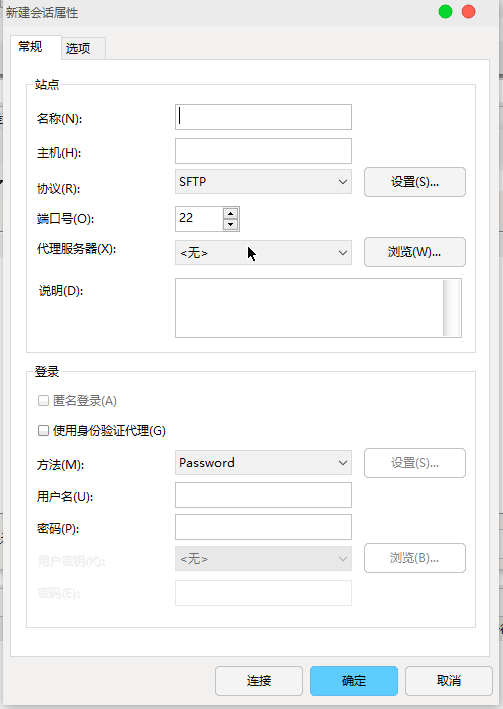 新建会话属性
常规 选项
站点
名称(N):
主机(H):
协议(R): SFTP 设置(S)...
端口号(O): 22
代理服务器(X): <无> 浏览(W)...
说明(D):
登录
匿名登录(A)
使用身份验证代理(G)
方法(M): Password 设置(S)...
用户名(U):
密码(P):
用户密钥(K): <无> 浏览(B)...
密码(E):
连接 确定 取消